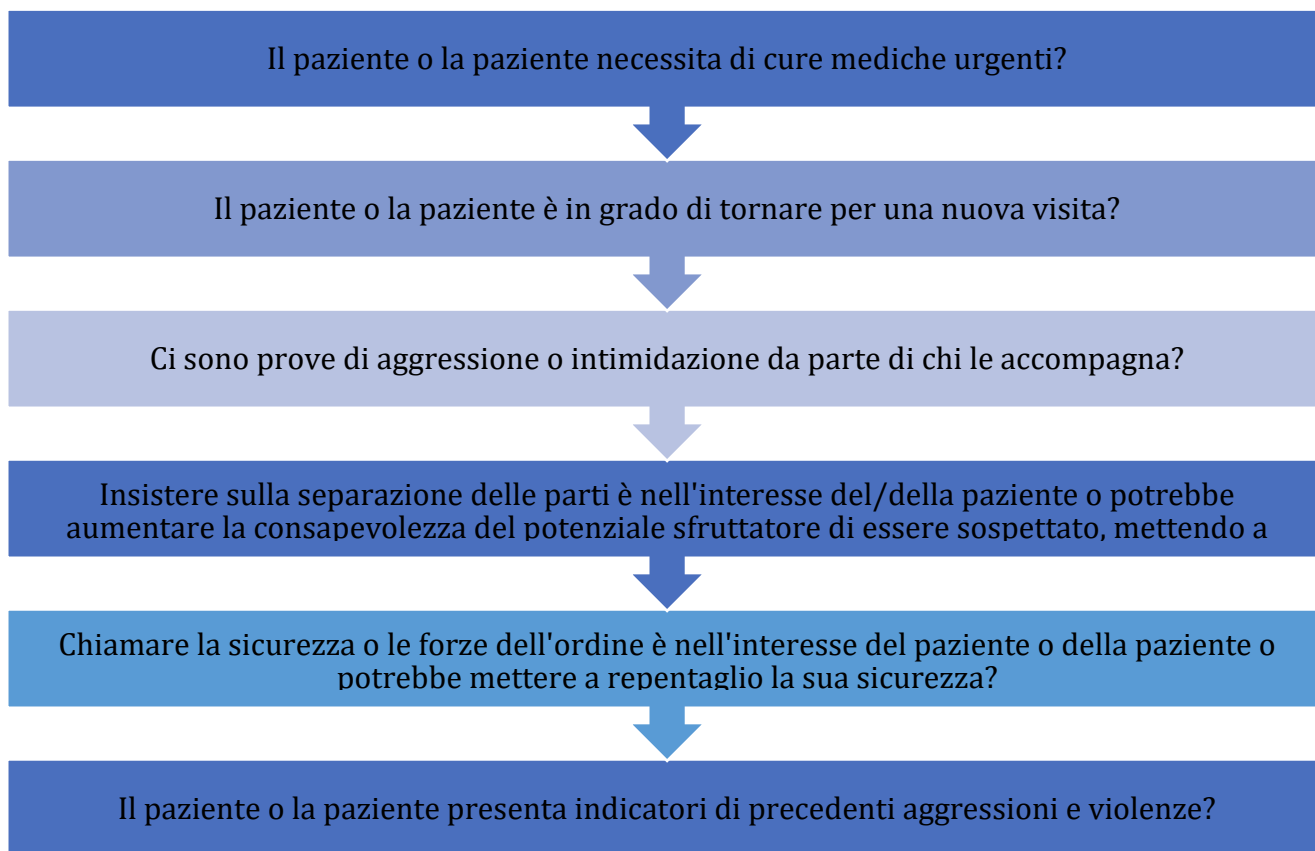 Il paziente o la paziente necessita di cure mediche urgenti?
Il paziente o la paziente è in grado di tornare per una nuova visita?
Ci sono prove di aggressione o intimidazione da parte di chi le accompagna?
Insistere sulla separazione delle parti è nell'interesse del/della paziente o potrebbe
aumentare la consapevolezza del potenziale sfruttatore di essere sospettato, mettendo a
Chiamare la sicurezza o le forze dell'ordine è nell'interesse del paziente o della paziente o
potrebbe mettere a repentaglio la sua sicurezza?
Il paziente o la paziente presenta indicatori di precedenti aggressioni e violenze?